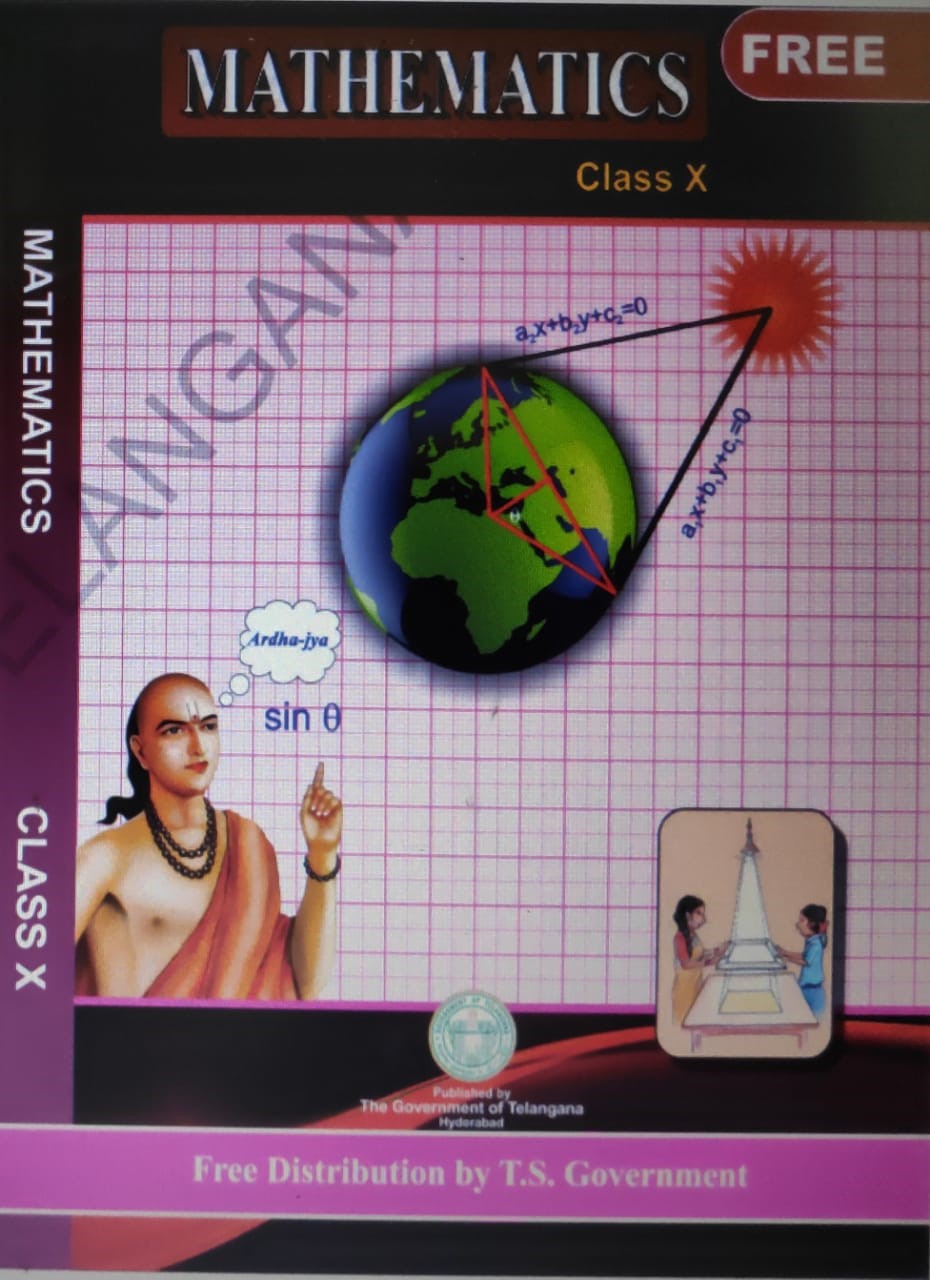 FREE
MATHEMATICS
Class X
MATHEMATICS
CLASS X
ELANGANA
a₂x+b₂y+c₂=0
a₁x+b₁y+c₁=0
θ
Ardha-jya
sin θ
Published by
The Government of Telangana
Hyderabad
Free Distribution by T.S. Government